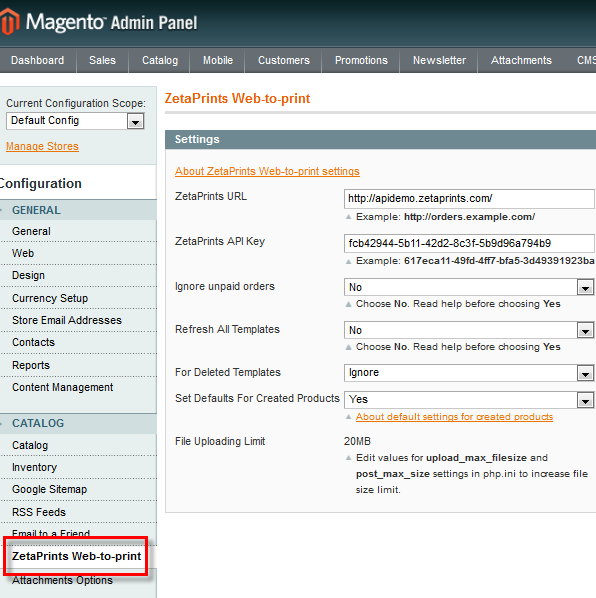 Magento Admin Panel
Dashboard Sales Catalog Mobile Customers Promotions Newsletter Attachments CMS
Current Configuration Scope:
Default Config
Manage Stores
Configuration
GENERAL
General
Web
Design
Currency Setup
Store Email Addresses
Contacts
Reports
Content Management
CATALOG
Catalog
Inventory
Google Sitemap
RSS Feeds
Email to a Friend
ZetaPrints Web-to-print
Attachments Options
ZetaPrints Web-to-print
Settings
About ZetaPrints Web-to-print settings
ZetaPrints URL http://apidemo.zetaprints.com/
Example: http://orders.example.com/
ZetaPrints API Key fcb42944-5b11-42d2-8c3f-5b9d96a794b9
Example: 617eca11-49fd-4ff7-bfa5-3d49391923ba
Ignore unpaid orders No
Choose No. Read help before choosing Yes
Refresh All Templates No
Choose No. Read help before choosing Yes
For Deleted Templates Ignore
Set Defaults For Created Products Yes
About default settings for created products
File Uploading Limit 20MB
Edit values for upload_max_filesize and
post_max_size settings in php.ini to increase file
size limit.